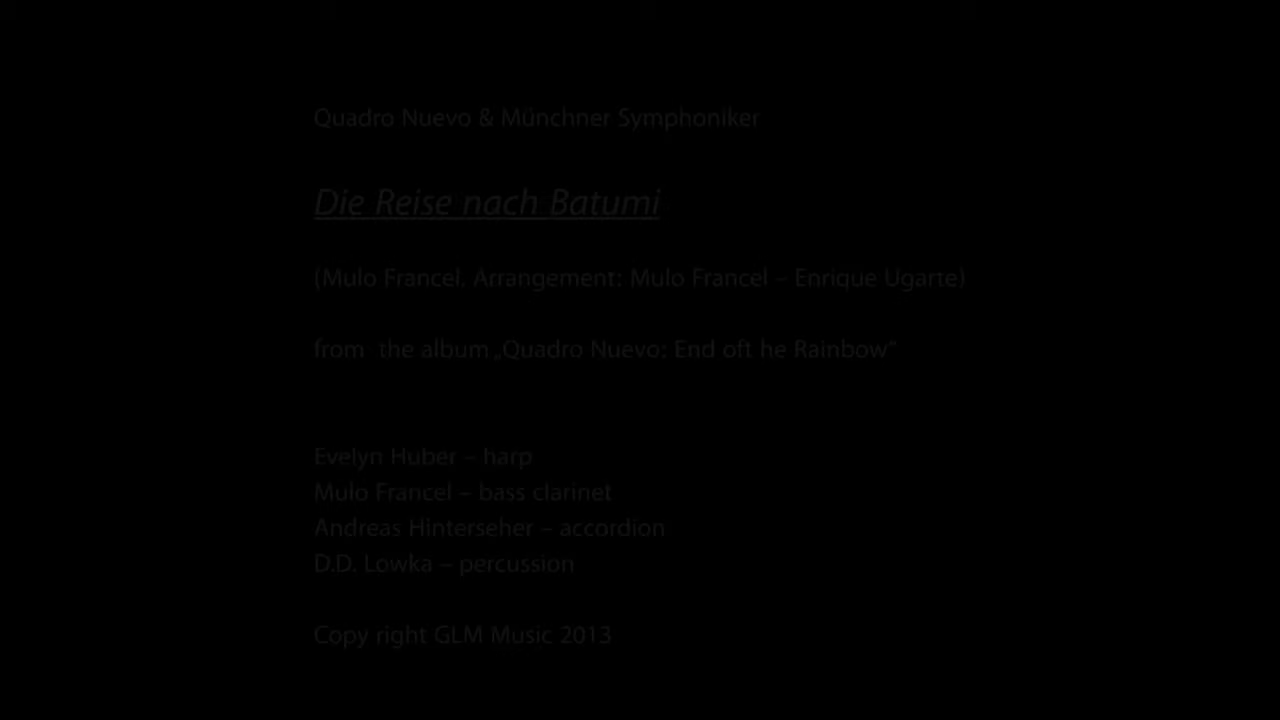 Quadro Nuevo & Münchner Symphoniker
Die Reise nach Batumi
(Mulo Francel, Arrangement: Mulo Francel – Enrique Ugarte)
from the album „Quadro Nuevo: End oft he Rainbow“
Evelyn Huber – harp
Mulo Francel – bass clarinet
Andreas Hinterseher – accordion
D.D. Lowka – percussion
Copy right GLM Music 2013